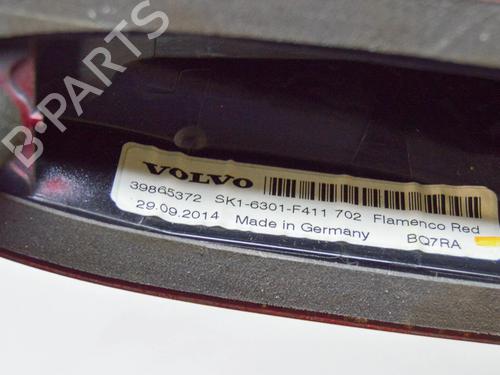 B-PARTS
VOLVO
39865372 SK1-6301-F411 702 Flamenco Red
29.09.2014 Made in Germany BQ7RA